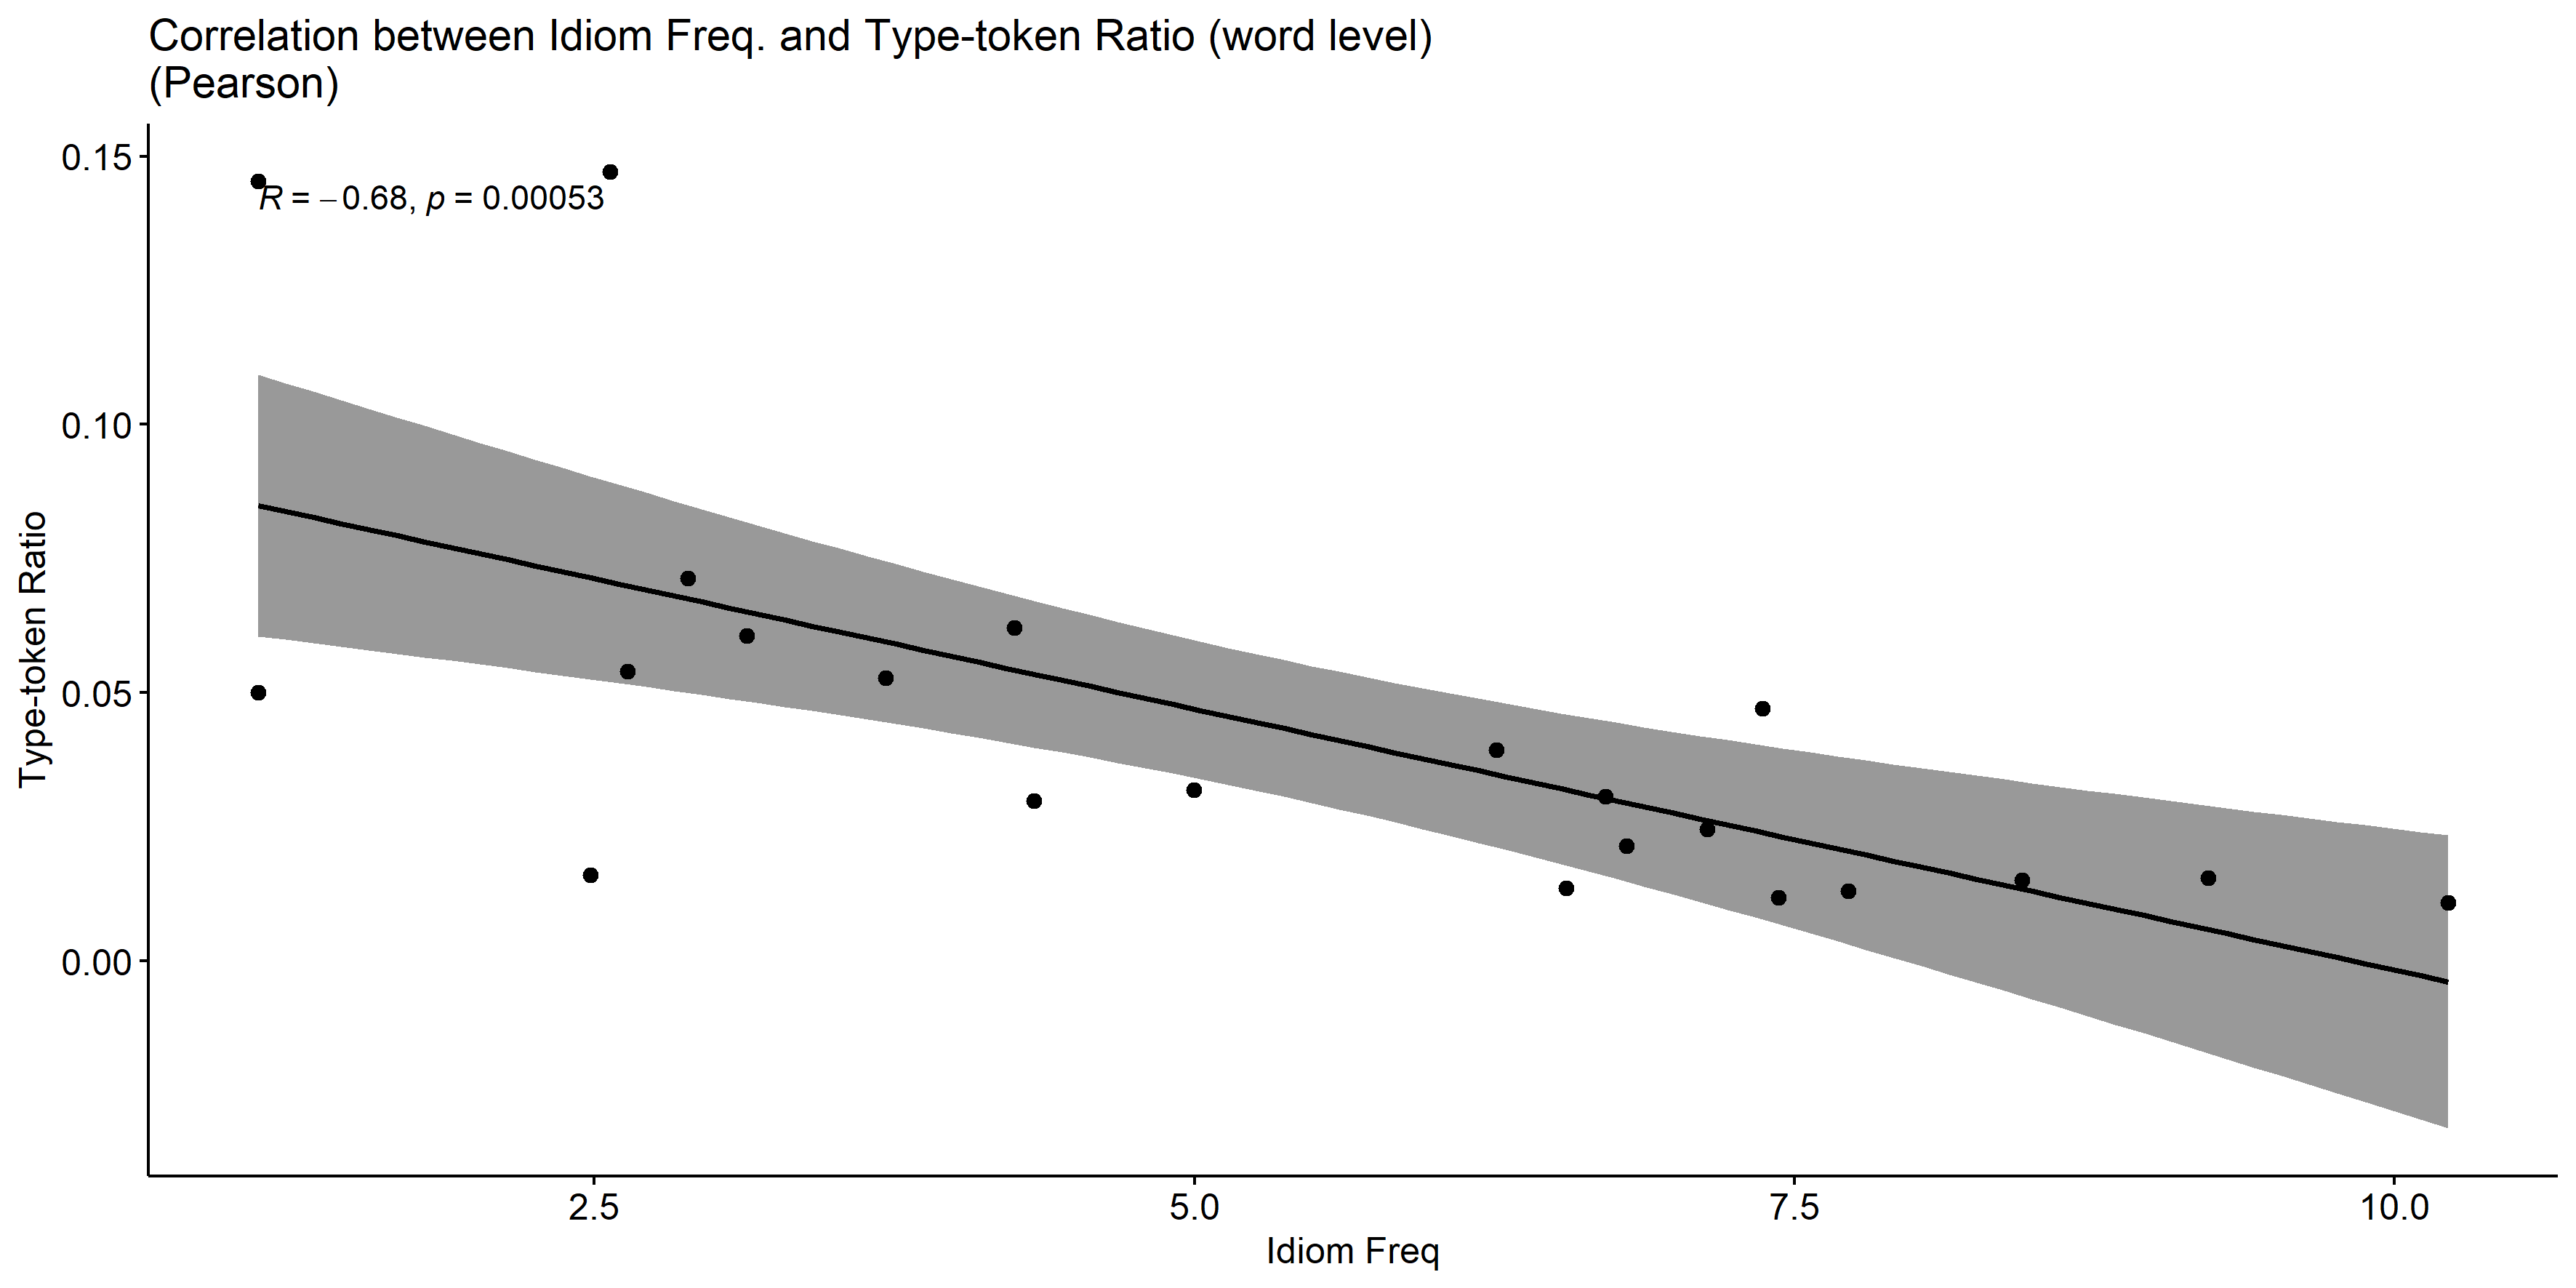 Correlation between Idiom Freq. and Type-token Ratio (word level)
(Pearson)
R = −0.68, p = 0.00053
0.15
0.10
0.05
0.00
Type-token Ratio
2.5 5.0 7.5 10.0
Idiom Freq